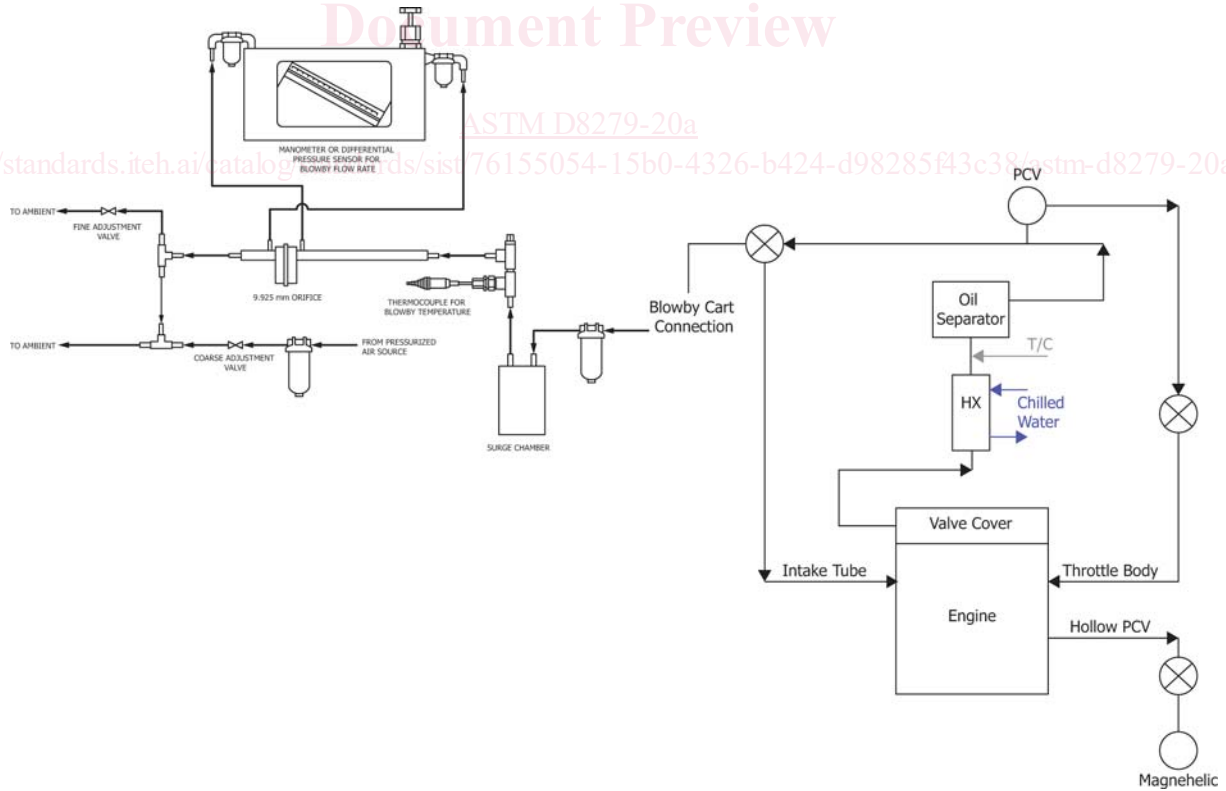 Document Preview
ASTM D8279-20a
/standards.iteh.ai/catalog/standards/sist/76155054-15b0-4326-b424-d98285f43c38/astm-d8279-20a
MANOMETER OR DIFFERENTIAL
PRESSURE SENSOR FOR
BLOWBY FLOW RATE
TO AMBIENT
FINE ADJUSTMENT
VALVE
9.925 mm ORIFICE
THERMOCOUPLE FOR
BLOWBY TEMPERATURE
TO AMBIENT
COARSE ADJUSTMENT
VALVE
FROM PRESSURIZED
AIR SOURCE
SURGE CHAMBER
PCV
Blowby Cart
Connection
Oil
Separator
T/C
HX
Chilled
Water
Valve Cover
Intake Tube
Throttle Body
Engine
Hollow PCV
Magnehelic